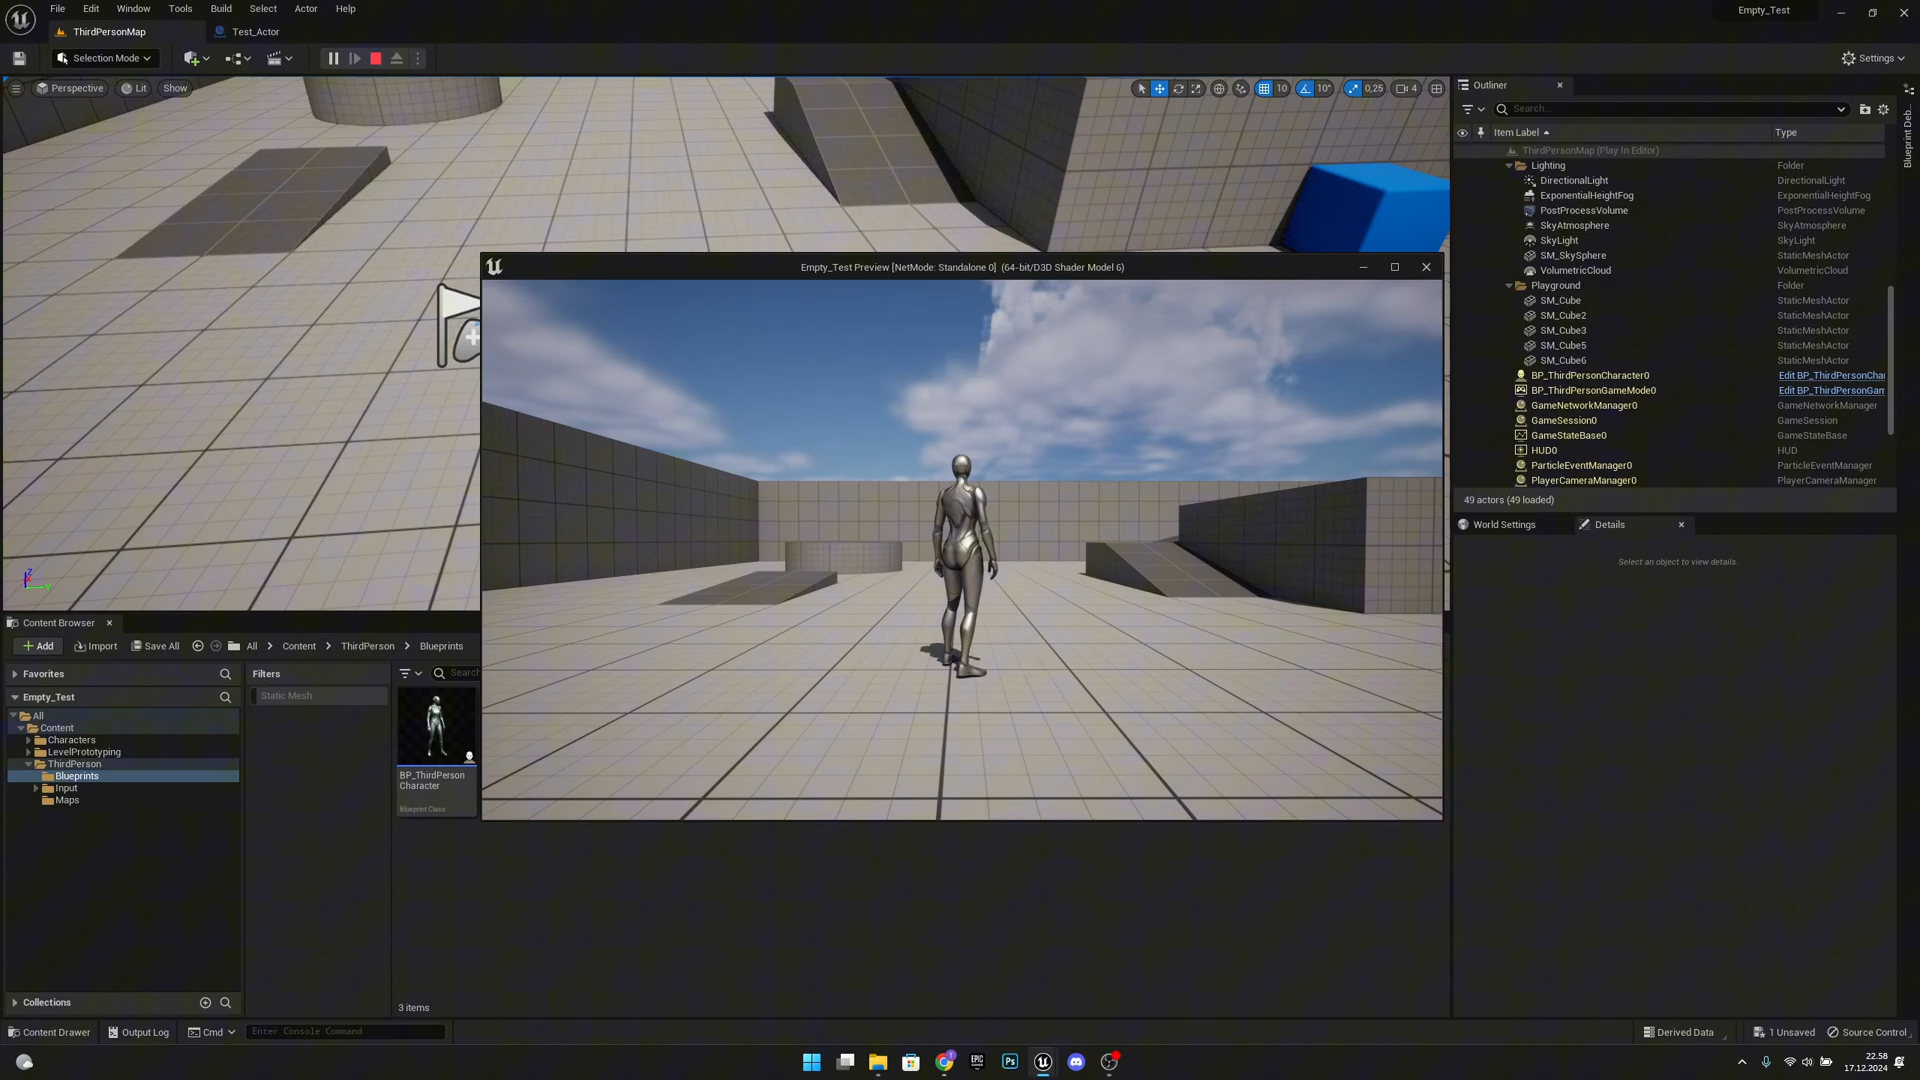 File Edit Window Tools Build Select Actor Help
Empty_Test
ThirdPersonMap
Test_Actor
Selection Mode
Settings
Perspective
Lit
Show
10
10°
0,25
4
Outliner
Search...
Item Label
Type
ThirdPersonMap (Play In Editor)
Lighting Folder
DirectionalLight DirectionalLight
ExponentialHeightFog ExponentialHeightFog
PostProcessVolume PostProcessVolume
SkyAtmosphere SkyAtmosphere
SkyLight SkyLight
SM_SkySphere StaticMeshActor
VolumetricCloud VolumetricCloud
Playground Folder
SM_Cube StaticMeshActor
SM_Cube2 StaticMeshActor
SM_Cube3 StaticMeshActor
SM_Cube5 StaticMeshActor
SM_Cube6 StaticMeshActor
BP_ThirdPersonCharacter0 Edit BP_ThirdPersonChar
BP_ThirdPersonGameMode0 Edit BP_ThirdPersonGam
GameNetworkManager0 GameNetworkManager
GameSession0 GameSession
GameStateBase0 GameStateBase
HUD0 HUD
ParticleEventManager0 ParticleEventManager
PlayerCameraManager0 PlayerCameraManager
49 actors (49 loaded)
Blueprint Deb...
World Settings
Details
Select an object to view details.
Empty_Test Preview [NetMode: Standalone 0] (64-bit/D3D Shader Model 6)
Content Browser
Add
Import
Save All
All > Content > ThirdPerson > Blueprints
Favorites
Filters
Search
Empty_Test
Static Mesh
All
Content
Characters
LevelPrototyping
ThirdPerson
Blueprints
Input
Maps
BP_ThirdPerson
Character
Blueprint Class
Collections
3 items
Content Drawer
Output Log
Cmd
Enter Console Command
Derived Data
1 Unsaved
Source Control
EPIC
GAMES
Ps
22.58
17.12.2024